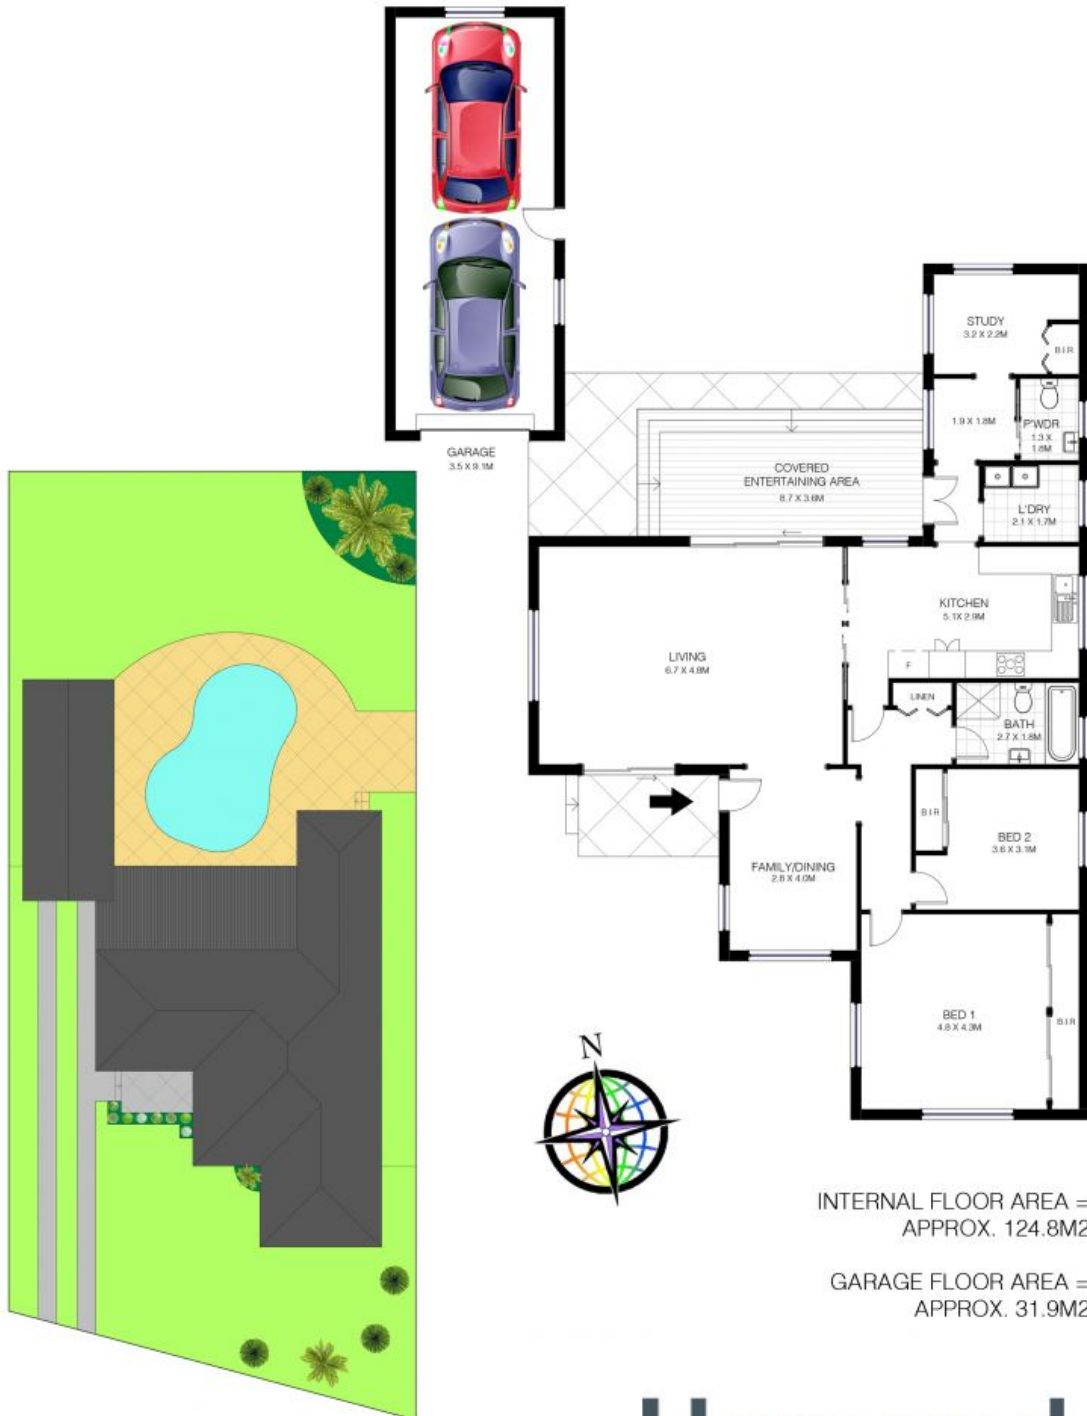 STUDY
3.2 X 2.2M
B.I.R
1.9 X 1.8M
P'WDR
1.3 X
1.8M
GARAGE
3.5 X 9.1M
COVERED
ENTERTAINING AREA
8.7 X 3.6M
L'DRY
2.1 X 1.7M
KITCHEN
5.1X 2.9M
LIVING
6.7 X 4.8M
F
LINEN
BATH
2.7 X 1.8M
B.I.R
BED 2
3.6 X 3.1M
FAMILY/DINING
2.8 X 4.0M
BED 1
4.8 X 4.3M
B.I.R
N
INTERNAL FLOOR AREA =
APPROX. 124.8M2
GARAGE FLOOR AREA =
APPROX. 31.9M2